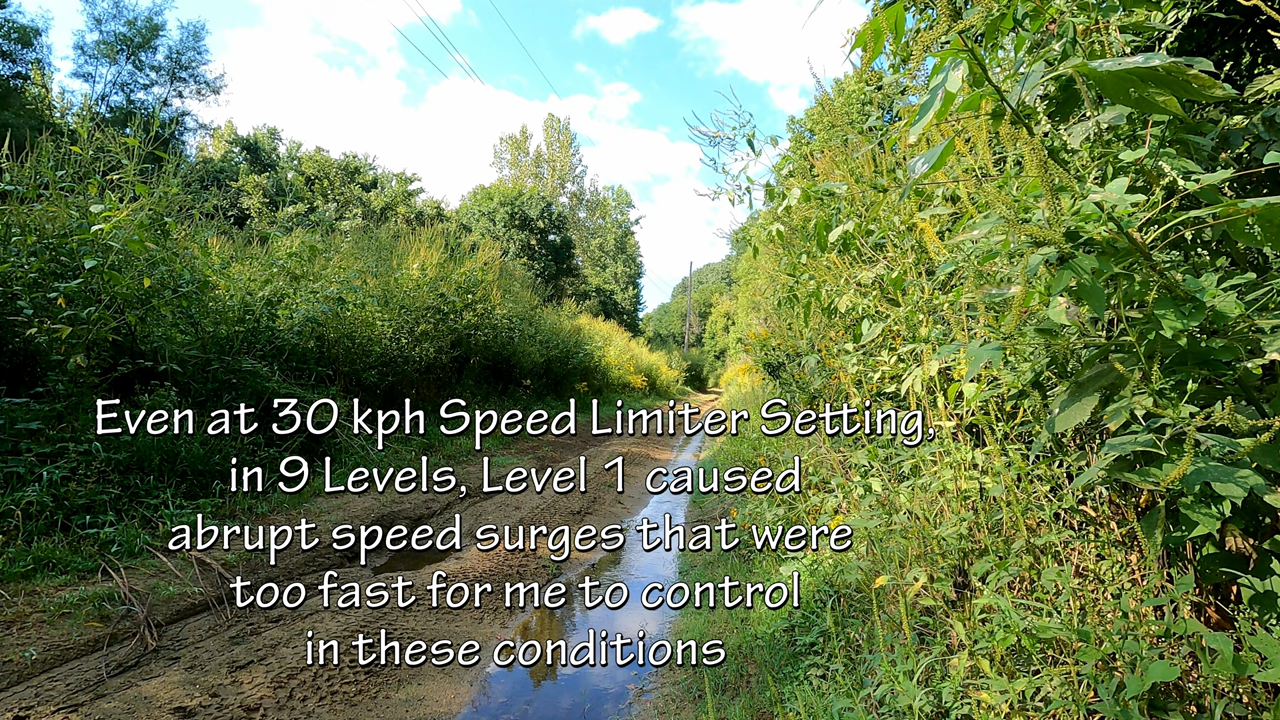 Even at 30 kph Speed Limiter Setting,
in 9 Levels, Level 1 caused
abrupt speed surges that were
too fast for me to control
in these conditions